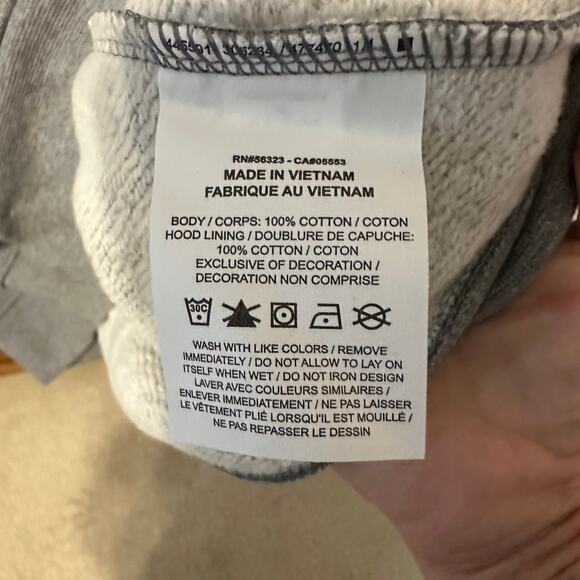 RN#56323 - CA#05553
MADE IN VIETNAM
FABRIQUE AU VIETNAM
BODY / CORPS: 100% COTTON / COTON
HOOD LINING / DOUBLURE DE CAPUCHE:
100% COTTON / COTON
EXCLUSIVE OF DECORATION /
DECORATION NON COMPRISE
30C
WASH WITH LIKE COLORS / REMOVE
IMMEDIATELY / DO NOT ALLOW TO LAY ON
ITSELF WHEN WET / DO NOT IRON DESIGN
LAVER AVEC COULEURS SIMILAIRES /
ENLEVER IMMEDIATEMENT / NE PAS LAISSER
LE VÊTEMENT PLIÉ LORSQU'IL EST MOUILLÉ /
NE PAS REPASSER LE DESSIN